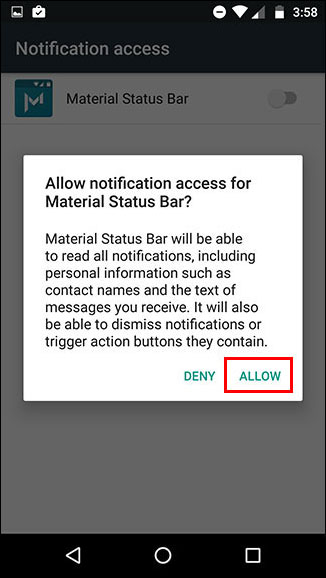 3:58
Notification access
Material Status Bar
Allow notification access for
Material Status Bar?
Material Status Bar will be able
to read all notifications, including
personal information such as
contact names and the text of
messages you receive. It will also
be able to dismiss notifications or
trigger action buttons they contain.
DENY ALLOW